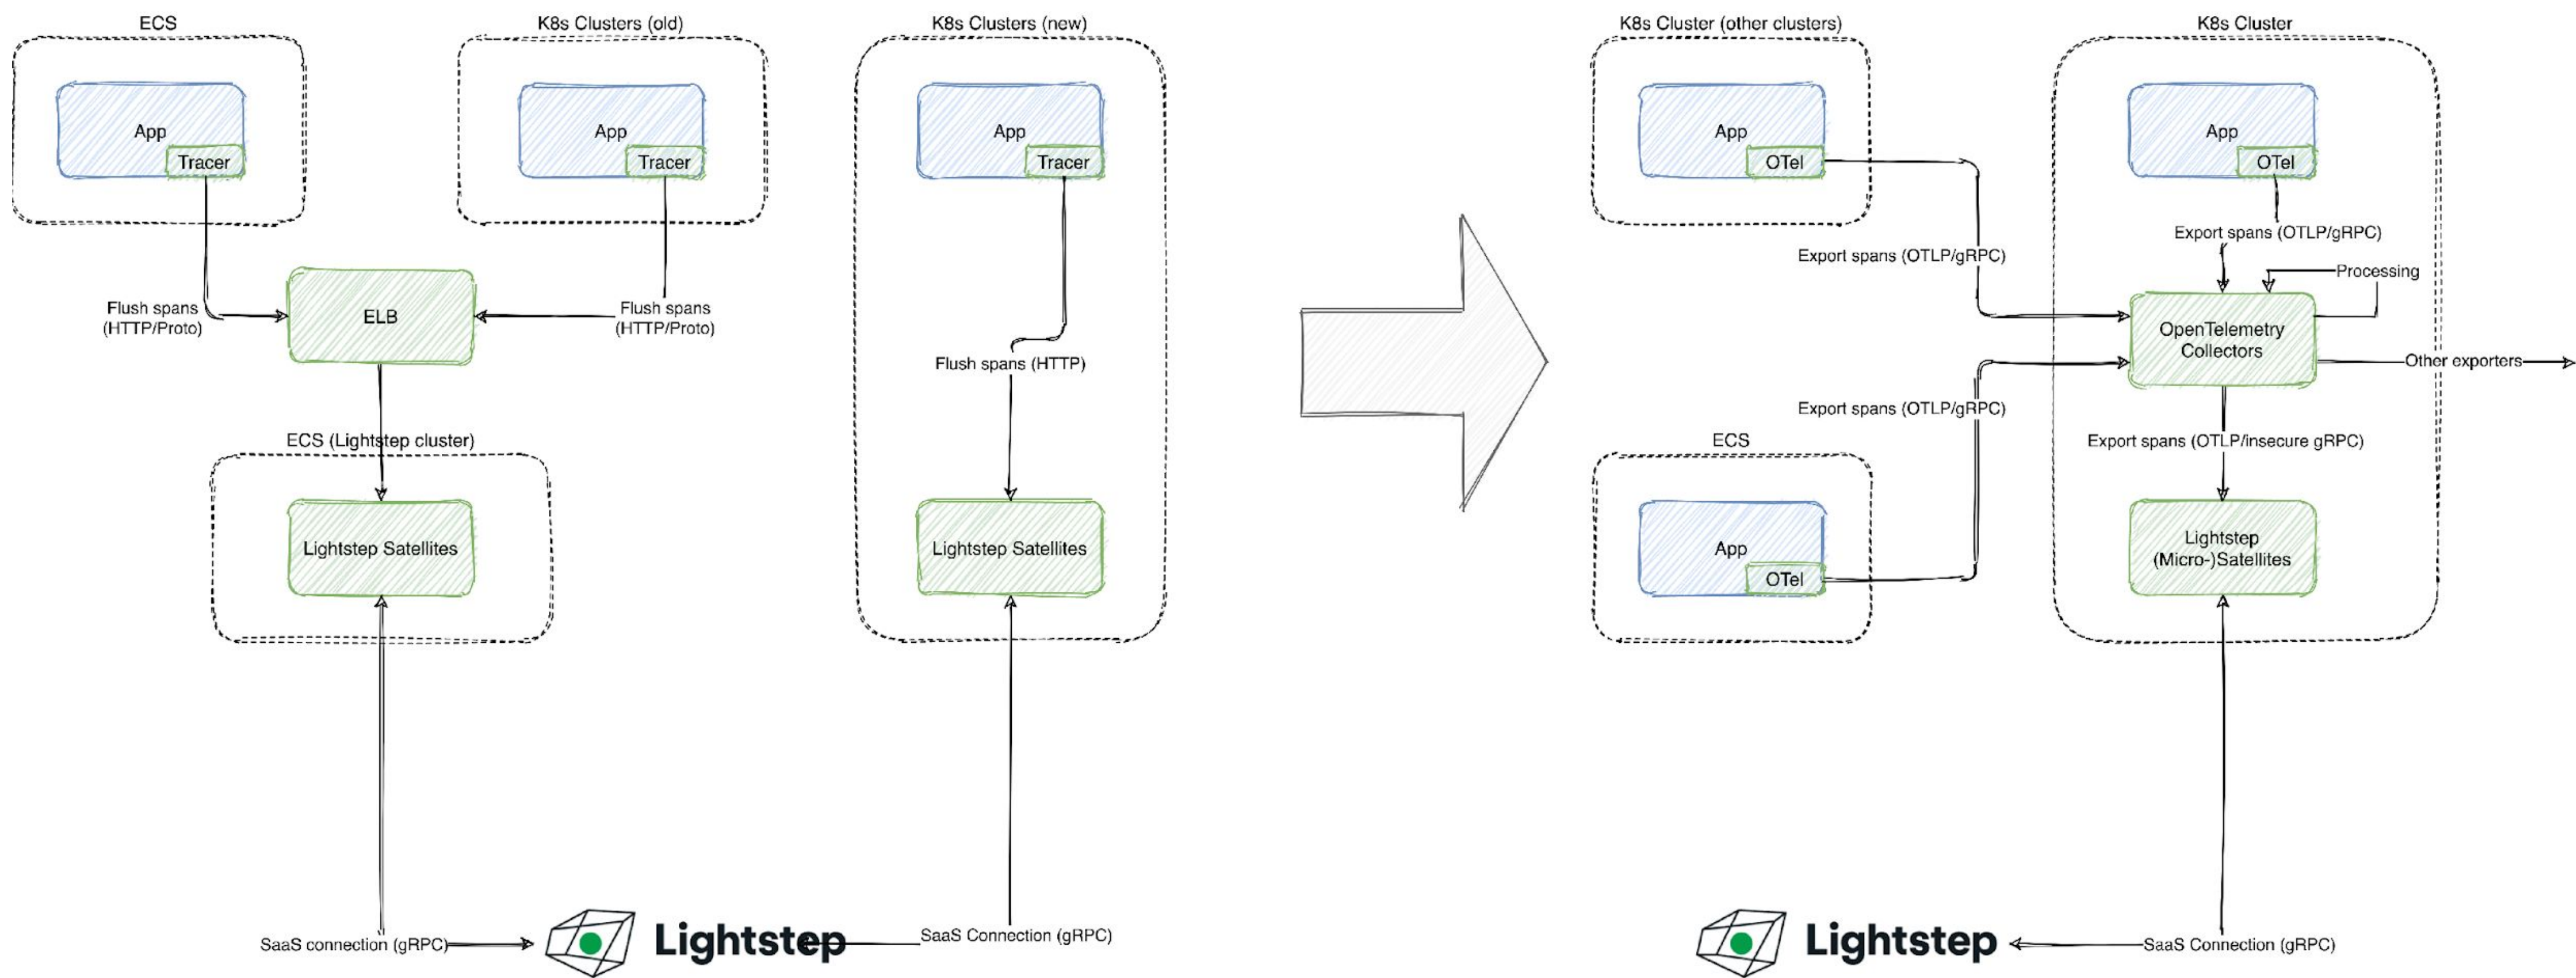 ECS
K8s Clusters (old)
K8s Clusters (new)
App
Tracer
App
Tracer
App
Tracer
Flush spans
(HTTP/Proto)
ELB
Flush spans
(HTTP/Proto)
Flush spans (HTTP)
ECS (Lightstep cluster)
Lightstep Satellites
Lightstep Satellites
SaaS connection (gRPC)
Lightstep
SaaS Connection (gRPC)
K8s Cluster (other clusters)
K8s Cluster
App
OTel
App
OTel
Export spans (OTLP/gRPC)
Export spans (OTLP/gRPC)
Processing
OpenTelemetry
Collectors
Other exporters
Export spans (OTLP/gRPC)
ECS
Export spans (OTLP/insecure gRPC)
App
OTel
Lightstep
(Micro-)Satellites
Lightstep
SaaS Connection (gRPC)